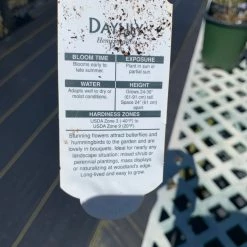 DAYLILY
BLOOM TIME
Blooms early to
late summer.
EXPOSURE
Plant in sun or
partial sun.
WATER
Adapts well to dry or
moist conditions.
HEIGHT
Grows 24-36"
(61-91 cm) tall.
Space 24" (61 cm)
apart.
HARDINESS ZONES
USDA Zone 3 (-40°F) to
USDA Zone 9 (20°F)
Stunning flowers attract butterflies and
hummingbirds to the garden and are
lovely in bouquets. Ideal for nearly any
landscape situation: mixed shrub or
perennial plantings, mass displays
or naturalizing at woodland's edge.
Long-lived and easy to grow.